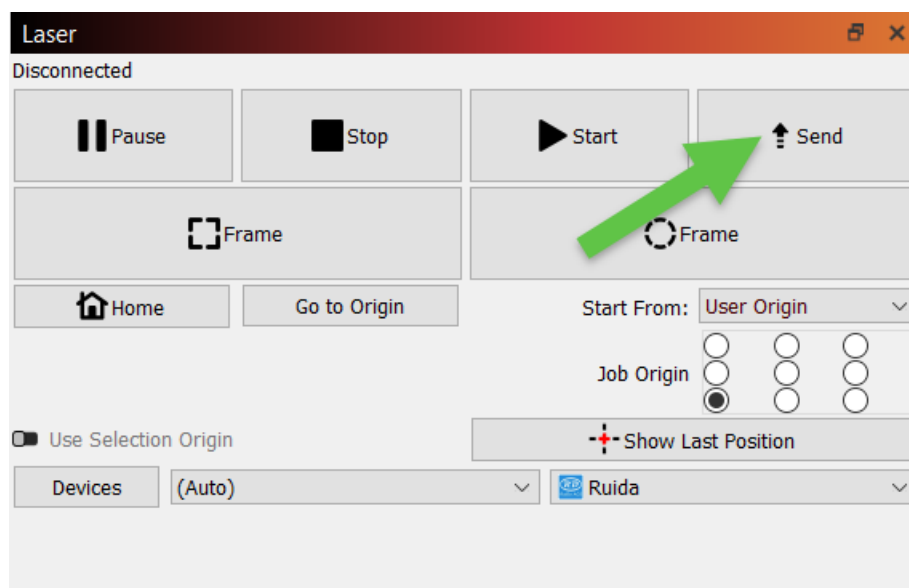 Laser
Disconnected
Pause Stop Start Send
Frame Frame
Home Go to Origin Start From: User Origin
Job Origin
Use Selection Origin Show Last Position
Devices (Auto) Ruida